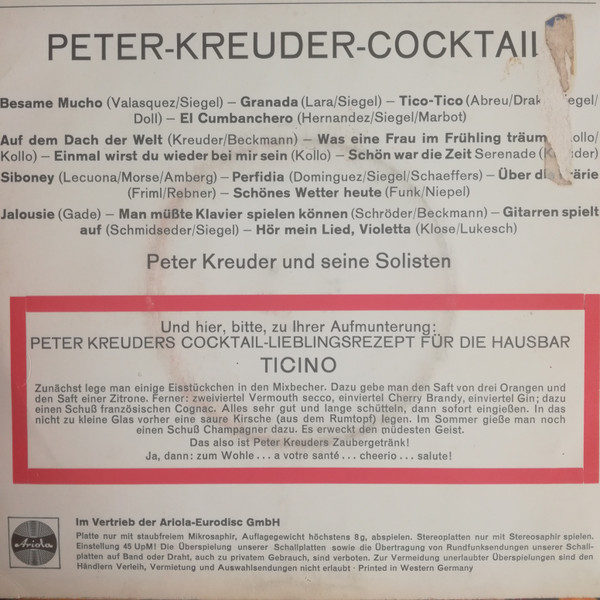 PETER-KREUDER-COCKTAIL
Besame Mucho (Valasquez/Siegel) – Granada (Lara/Siegel) – Tico-Tico (Abreu/Drak
Doll) – El Cumbanchero (Hernandez/Siegel/Marbot)
Auf dem Dach der Welt (Kreuder/Beckmann) – Was eine Frau im Frühling träum
Kollo) – Einmal wirst du wieder bei mir sein (Kollo) – Schön war die Zeit Serenade
Siboney (Lecuona/Morse/Amberg) – Perfidia (Dominguez/Siegel/Schaeffers) – Über
(Friml/Rebner) – Schönes Wetter heute (Funk/Niepel)
Jalousie (Gade) – Man müßte Klavier spielen können (Schröder/Beckmann) – Gitarren spielt
auf (Schmidseder/Siegel) – Hör mein Lied, Violetta (Klose/Lukesch)
Peter Kreuder und seine Solisten
Und hier, bitte, zu Ihrer Aufmunterung:
PETER KREUDERS COCKTAIL-LIEBLINGSREZEPT FÜR DIE HAUSBAR
TICINO
Zunächst lege man einige Eisstückchen in den Mixbecher. Dazu gebe man den Saft von drei Orangen und
den Saft einer Zitrone. Ferner: zweiviertel Vermouth secco, einviertel Cherry Brandy, einviertel Gin; dazu
einen Schuß französischen Cognac. Alles sehr gut und lange schütteln, dann sofort eingießen. In das
nicht zu kleine Glas vorher eine saure Kirsche (aus dem Rumtopf) legen. Im Sommer gieße man noch
einen Schuß Champagner dazu. Es erweckt den müdesten Geist.
Das also ist Peter Kreuders Zaubergetränk!
Ja, dann: zum Wohle ... a votre santé ... cheerio ... salute!
Im Vertrieb der Ariola-Eurodisc GmbH
Ariola
Platte nur mit staubfreiem Mikrosaphir, Auflagegewicht höchstens 8 g, abspielen. Stereoplatten nur mit Stereosaphir spielen.
Einstellung 45 UpM! Die Überspielung unserer Schallplatten sowie die Übertragung von Rundfunksendungen unserer Schall-
platten auf Band oder Draht, auch zu privatem Gebrauch, sind verboten. Zur Vermeidung unerlaubter Überspielungen sind den
Händlern Verleih, Vermietung und Auswahlsendungen nicht erlaubt · Printed in Western Germany